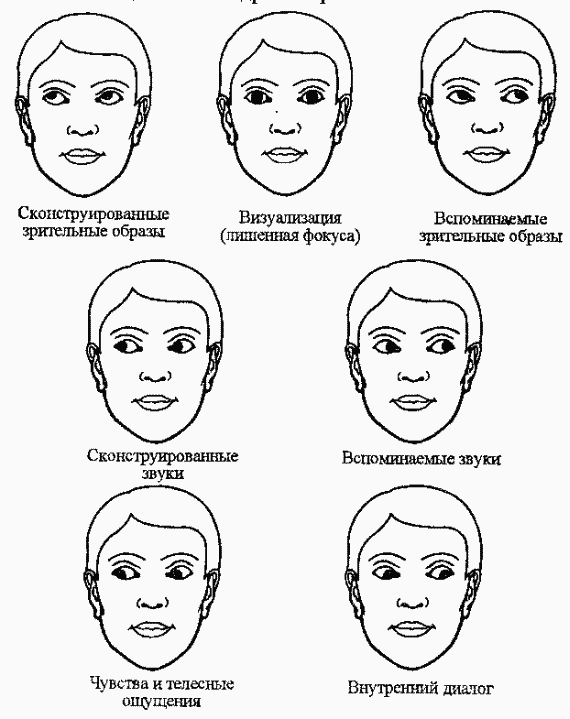 Сконструированные
зрительные образы
Визуализация
(лишенная фокуса)
Вспоминаемые
зрительные образы
Сконструированные
звуки
Вспоминаемые звуки
Чувства и телесные
ощущения
Внутренний диалог